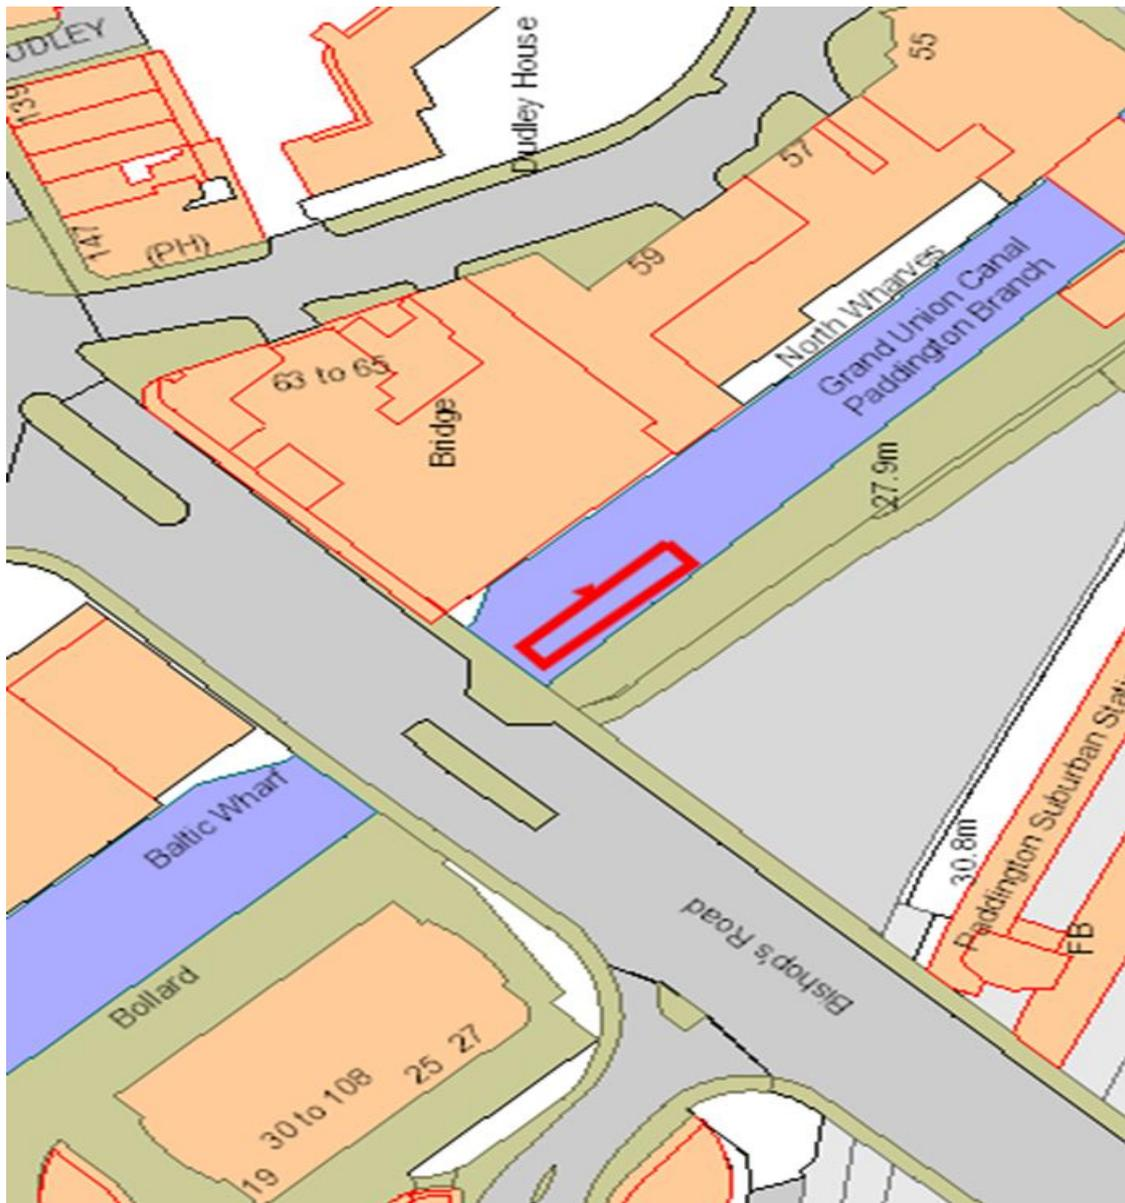 UDLEY
139
147
(PH)
Dudley House
55
57
59
63 to 65
Bridge
North Wharves
Grand Union Canal
Paddington Branch
27.9m
Baltic Wharf
Bollard
Bishop's Road
30.8m
Paddington Suburban Stati
FB
30 to 108
25
27
19